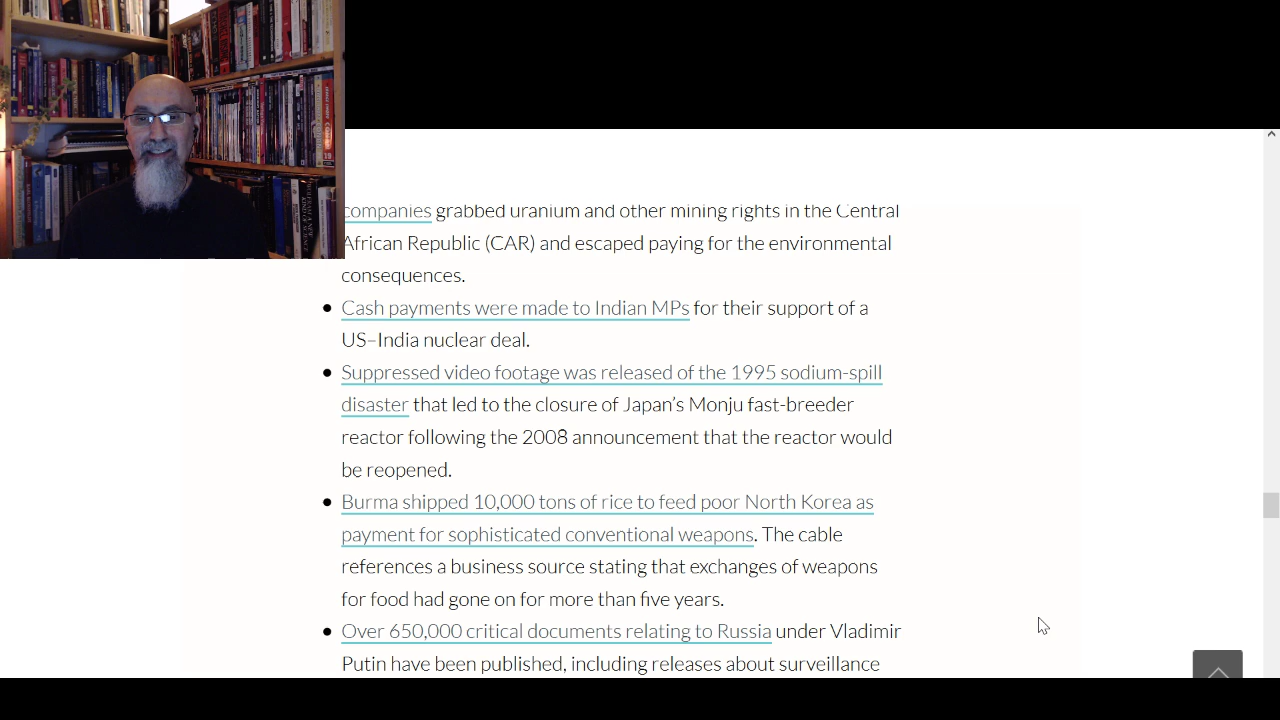 companies grabbed uranium and other mining rights in the Central
African Republic (CAR) and escaped paying for the environmental
consequences.
Cash payments were made to Indian MPs for their support of a
US–India nuclear deal.
Suppressed video footage was released of the 1995 sodium-spill
disaster that led to the closure of Japan's Monju fast-breeder
reactor following the 2008 announcement that the reactor would
be reopened.
Burma shipped 10,000 tons of rice to feed poor North Korea as
payment for sophisticated conventional weapons. The cable
references a business source stating that exchanges of weapons
for food had gone on for more than five years.
Over 650,000 critical documents relating to Russia under Vladimir
Putin have been published, including releases about surveillance